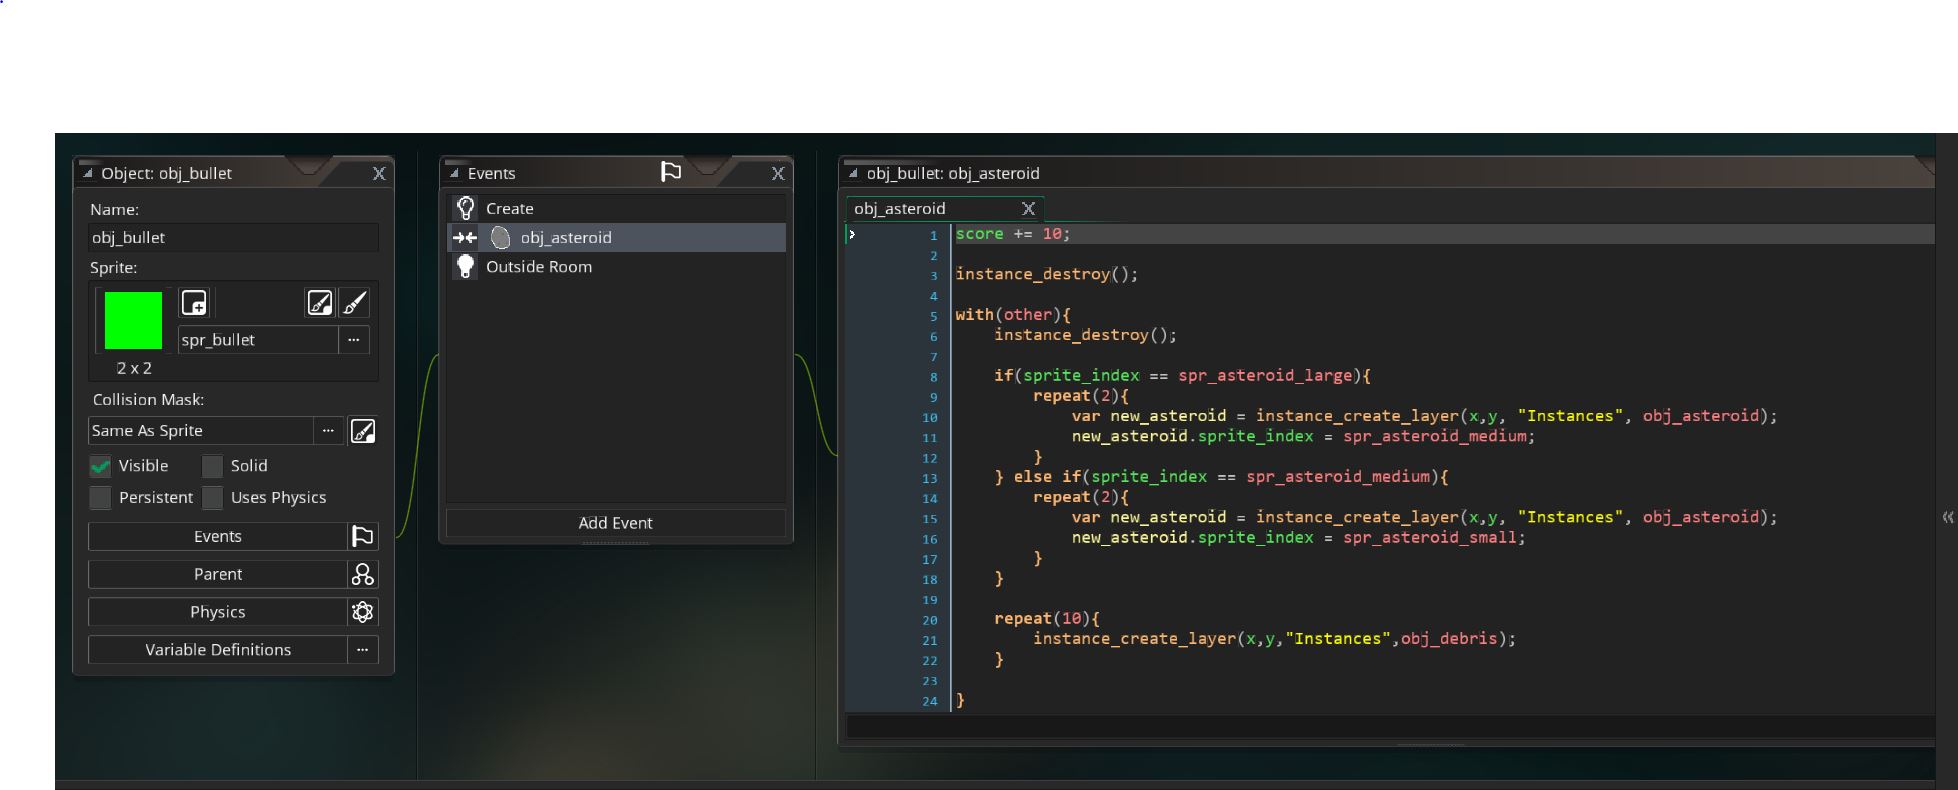 Object: obj_bullet
Name:
obj_bullet
Sprite:
spr_bullet
2 x 2
Collision Mask:
Same As Sprite
Visible
Solid
Persistent
Uses Physics
Events
Parent
Physics
Variable Definitions
Events
Create
obj_asteroid
Outside Room
Add Event
obj_bullet: obj_asteroid
obj_asteroid
1 score += 10;
2
3 instance_destroy();
4
5 with(other){
6     instance_destroy();
7
8     if(sprite_index == spr_asteroid_large){
9         repeat(2){
10             var new_asteroid = instance_create_layer(x,y, "Instances", obj_asteroid);
11             new_asteroid.sprite_index = spr_asteroid_medium;
12         }
13     } else if(sprite_index == spr_asteroid_medium){
14         repeat(2){
15             var new_asteroid = instance_create_layer(x,y, "Instances", obj_asteroid);
16             new_asteroid.sprite_index = spr_asteroid_small;
17         }
18     }
19
20     repeat(10){
21         instance_create_layer(x,y,"Instances",obj_debris);
22     }
23
24 }